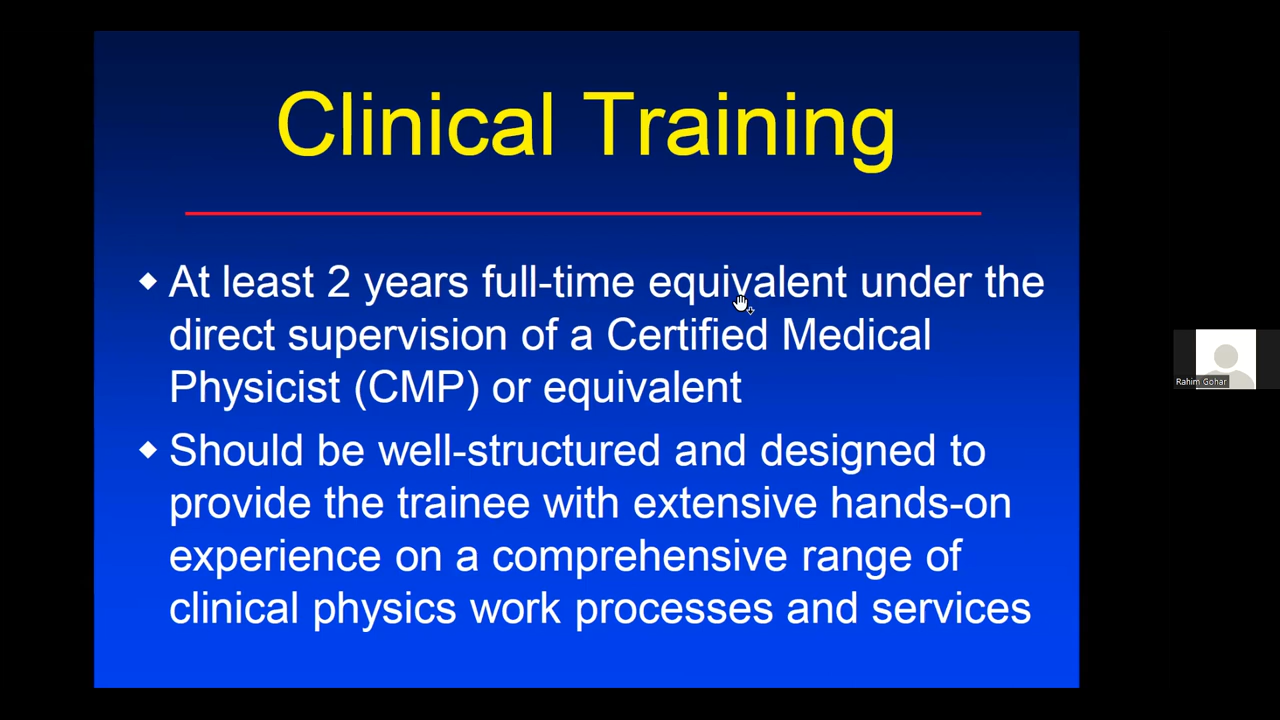 Clinical Training
At least 2 years full-time equivalent under the
direct supervision of a Certified Medical
Physicist (CMP) or equivalent
Should be well-structured and designed to
provide the trainee with extensive hands-on
experience on a comprehensive range of
clinical physics work processes and services
Rahim Gohar